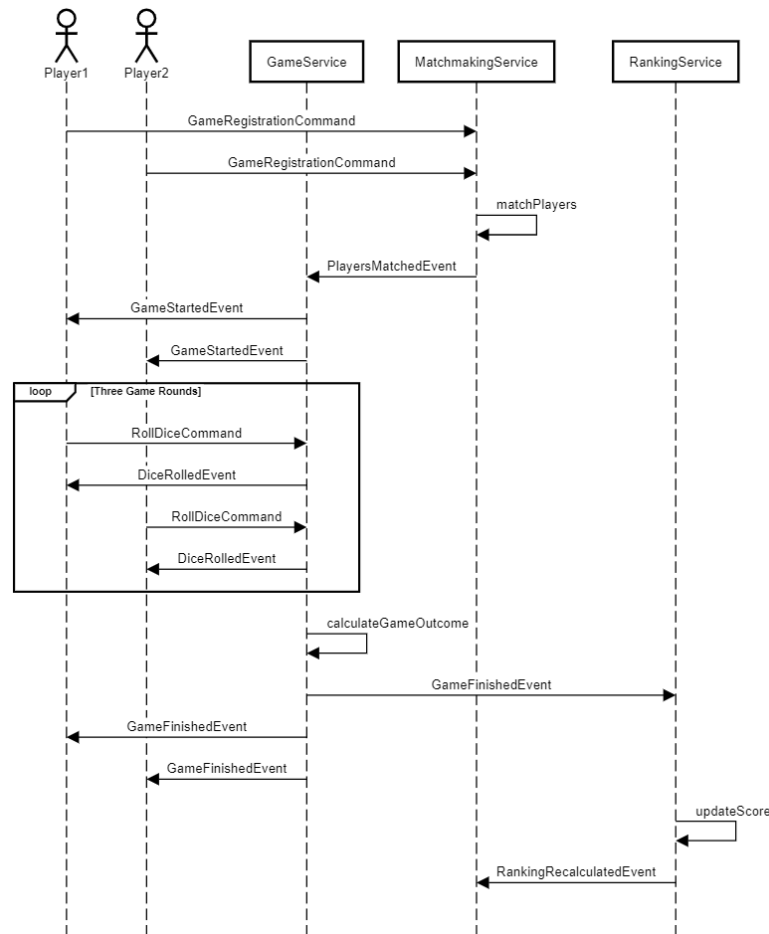 Player1
Player2
GameService
MatchmakingService
RankingService
GameRegistrationCommand
GameRegistrationCommand
matchPlayers
PlayersMatchedEvent
GameStartedEvent
GameStartedEvent
loop [Three Game Rounds]
RollDiceCommand
DiceRolledEvent
RollDiceCommand
DiceRolledEvent
calculateGameOutcome
GameFinishedEvent
GameFinishedEvent
GameFinishedEvent
updateScore
RankingRecalculatedEvent